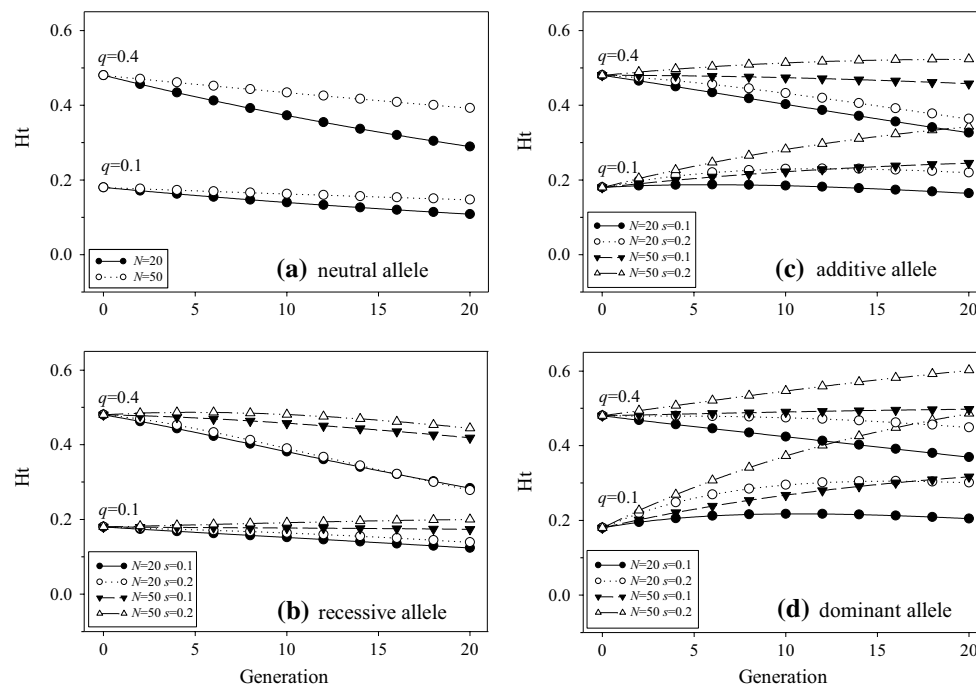 0.6
q=0.4
0.4
Ht
q=0.1
0.2
0.0
N=20
N=50
(a) neutral allele
0 5 10 15 20
0.6
q=0.4
0.4
Ht
q=0.1
0.2
0.0
N=20 s=0.1
N=20 s=0.2
N=50 s=0.1
N=50 s=0.2
(c) additive allele
0 5 10 15 20
0.6
q=0.4
0.4
Ht
q=0.1
0.2
0.0
N=20 s=0.1
N=20 s=0.2
N=50 s=0.1
N=50 s=0.2
(b) recessive allele
0 5 10 15 20
Generation
0.6
q=0.4
0.4
Ht
q=0.1
0.2
0.0
N=20 s=0.1
N=20 s=0.2
N=50 s=0.1
N=50 s=0.2
(d) dominant allele
0 5 10 15 20
Generation